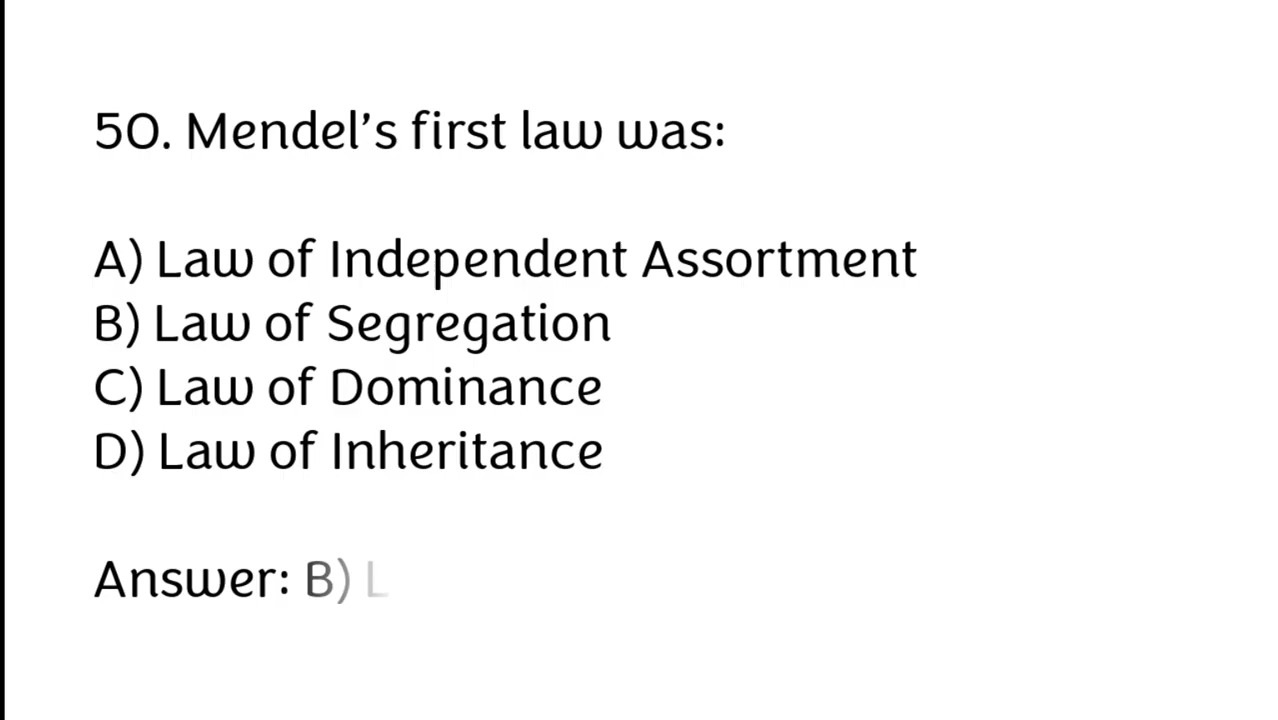 50. Mendel’s first law was:
A) Law of Independent Assortment
B) Law of Segregation
C) Law of Dominance
D) Law of Inheritance
Answer: B) L